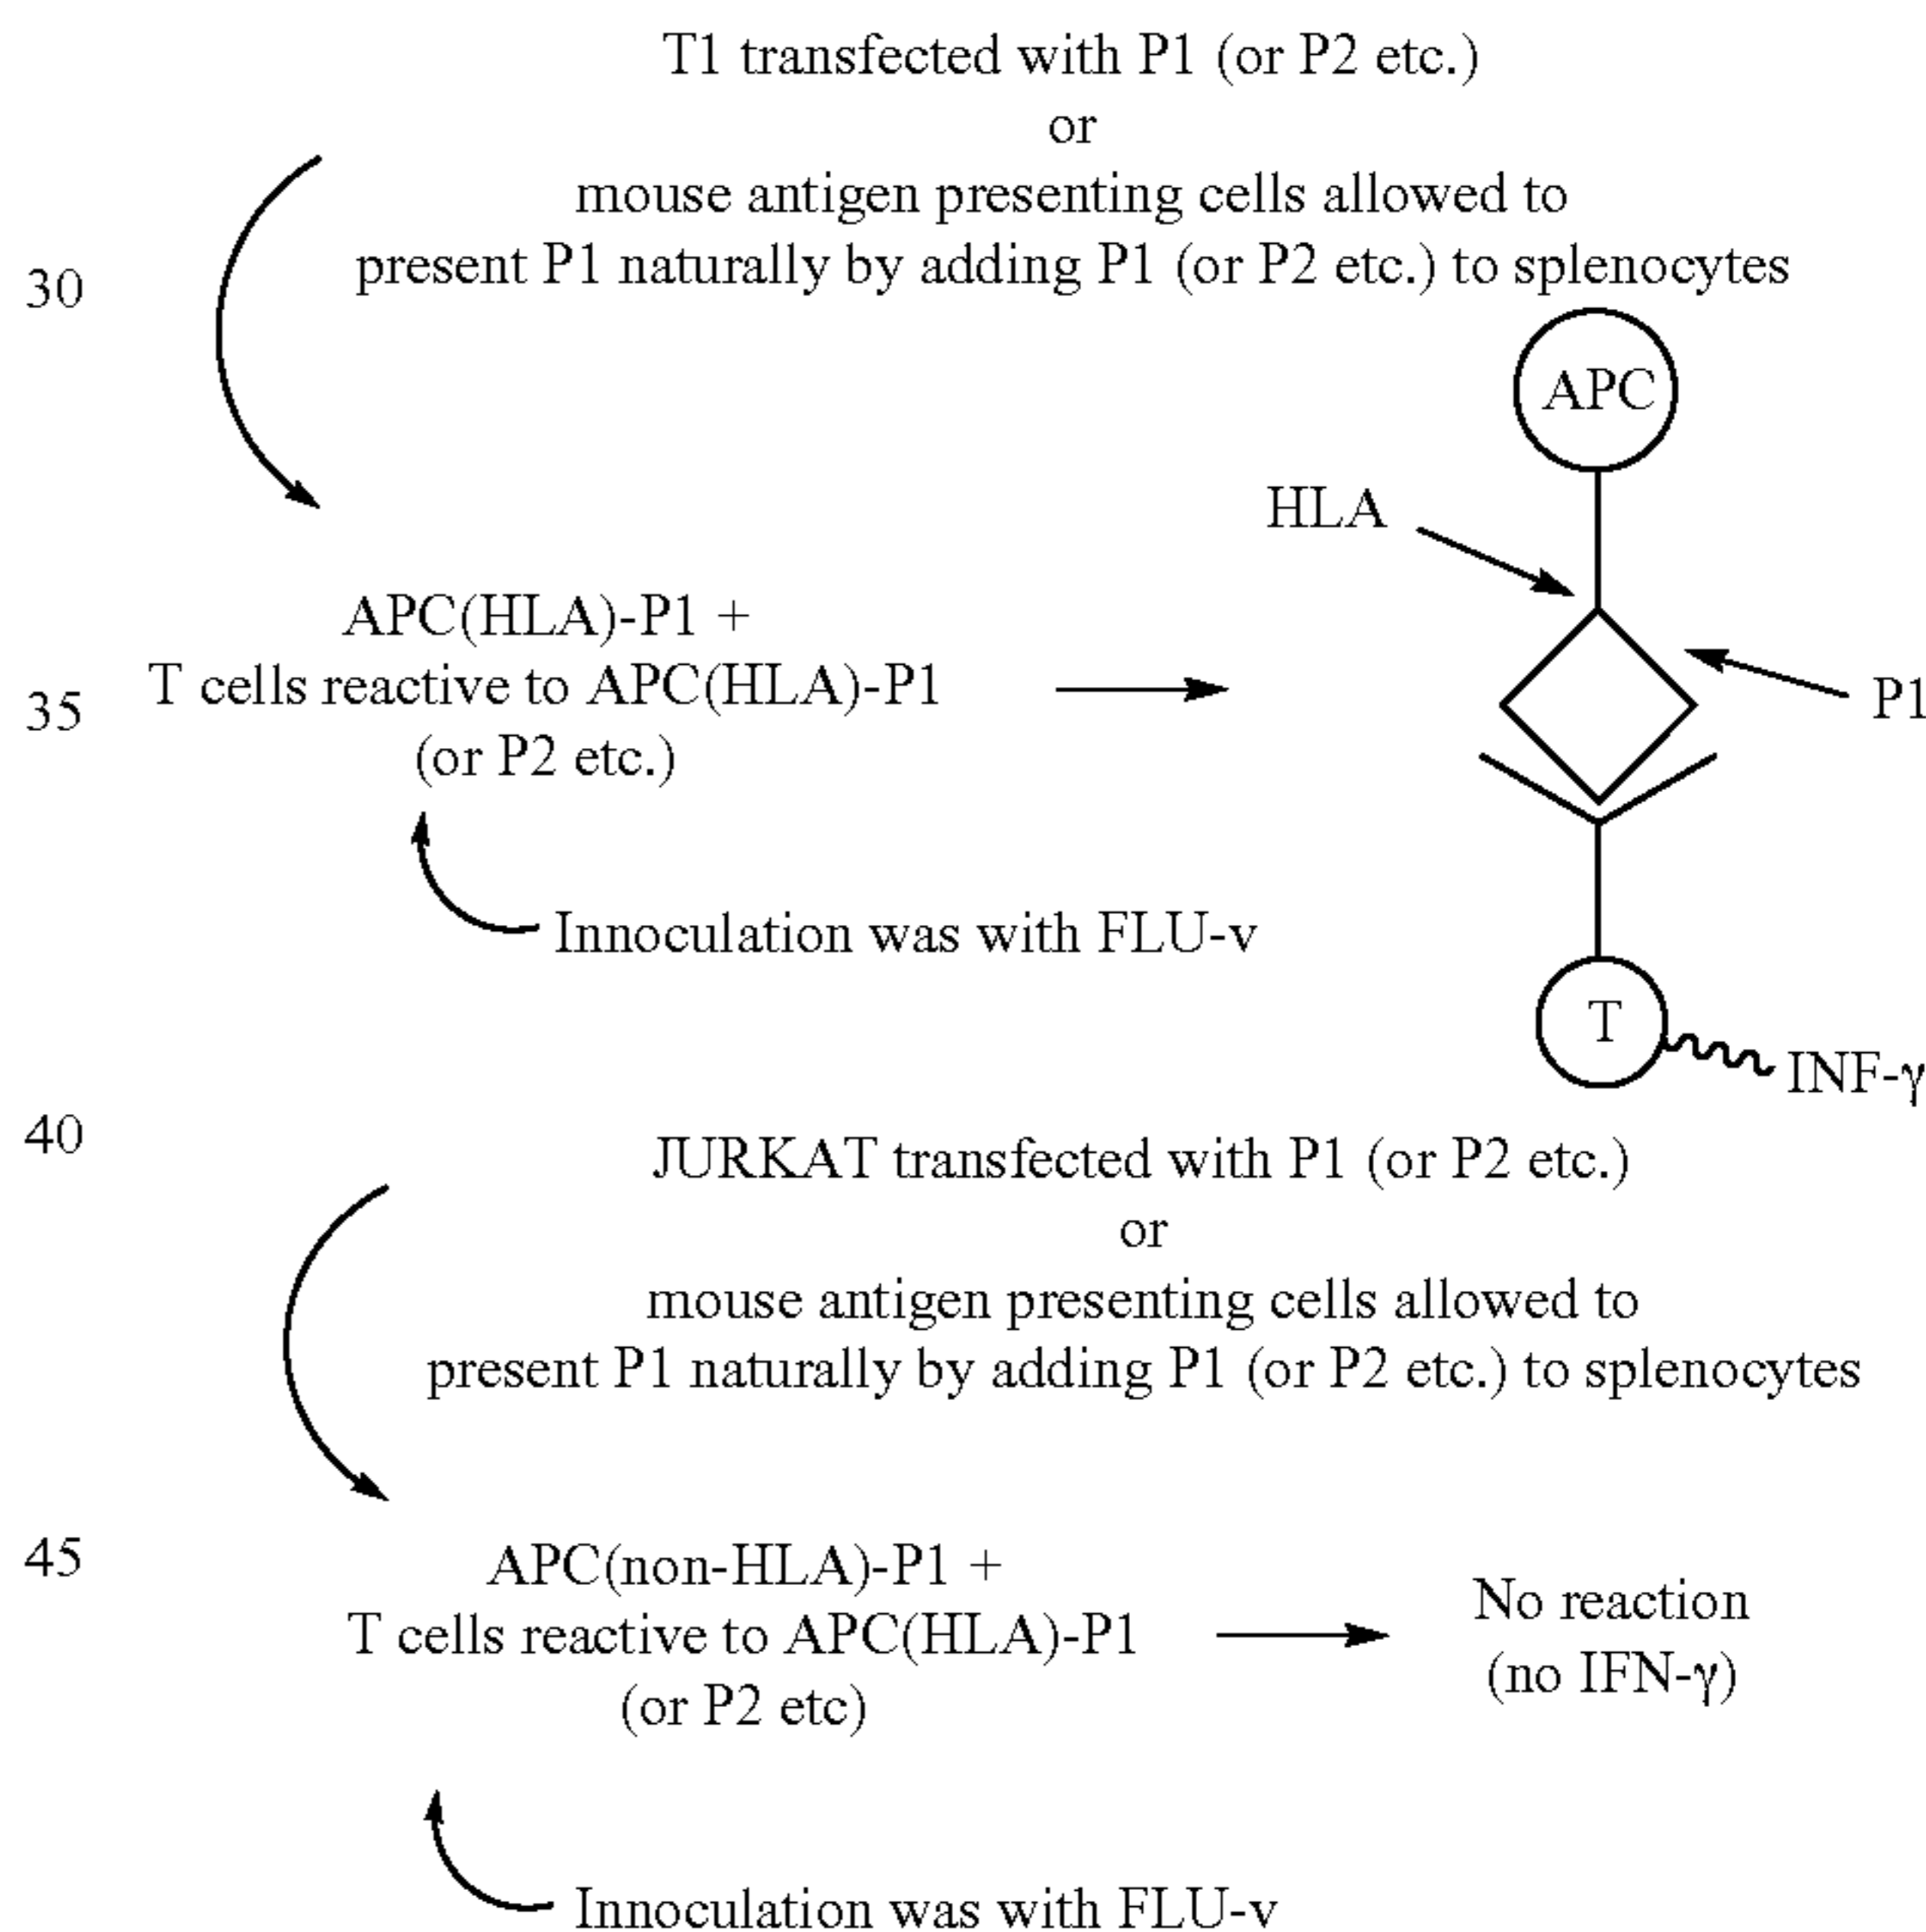 T1 transfected with P1 (or P2 etc.)
or
mouse antigen presenting cells allowed to
present P1 naturally by adding P1 (or P2 etc.) to splenocytes
30
APC
HLA
APC(HLA)-P1 +
T cells reactive to APC(HLA)-P1
(or P2 etc.)
35
P1
Innoculation was with FLU-v
T
INF-γ
40
JURKAT transfected with P1 (or P2 etc.)
or
mouse antigen presenting cells allowed to
present P1 naturally by adding P1 (or P2 etc.) to splenocytes
45
APC(non-HLA)-P1 +
T cells reactive to APC(HLA)-P1
(or P2 etc)
No reaction
(no IFN-γ)
Innoculation was with FLU-v